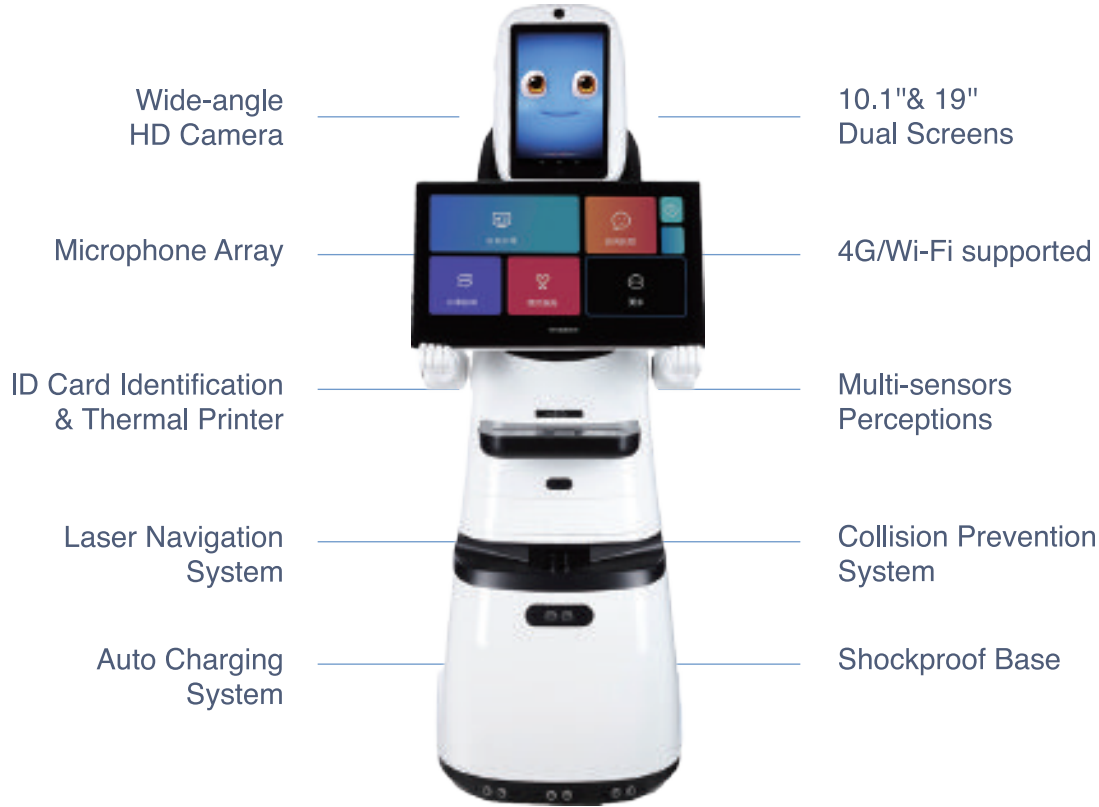 Wide-angle
HD Camera
10.1"& 19"
Dual Screens
Microphone Array
4G/Wi-Fi supported
ID Card Identification
& Thermal Printer
Multi-sensors
Perceptions
Laser Navigation
System
Collision Prevention
System
Auto Charging
System
Shockproof Base